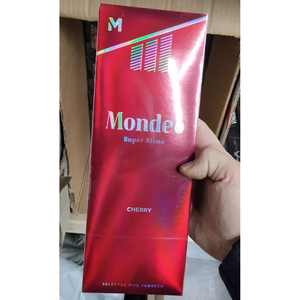 M
Mondeo
Super Slims
CHERRY
SELECTED FINE TOBACCO